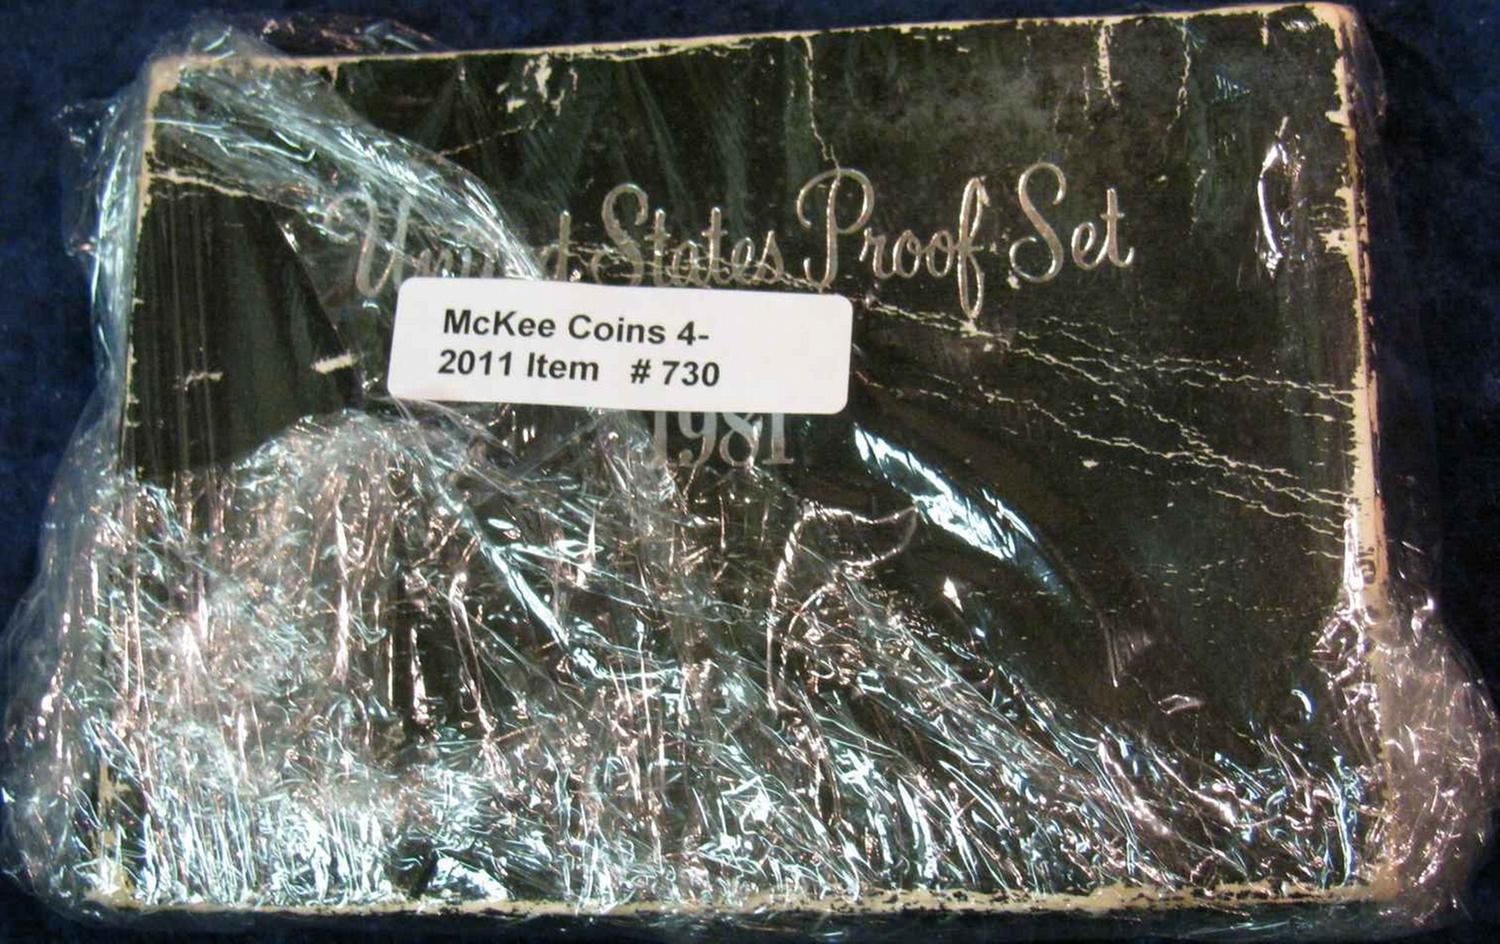 United States Proof Set
McKee Coins 4-
2011 Item # 730
1981